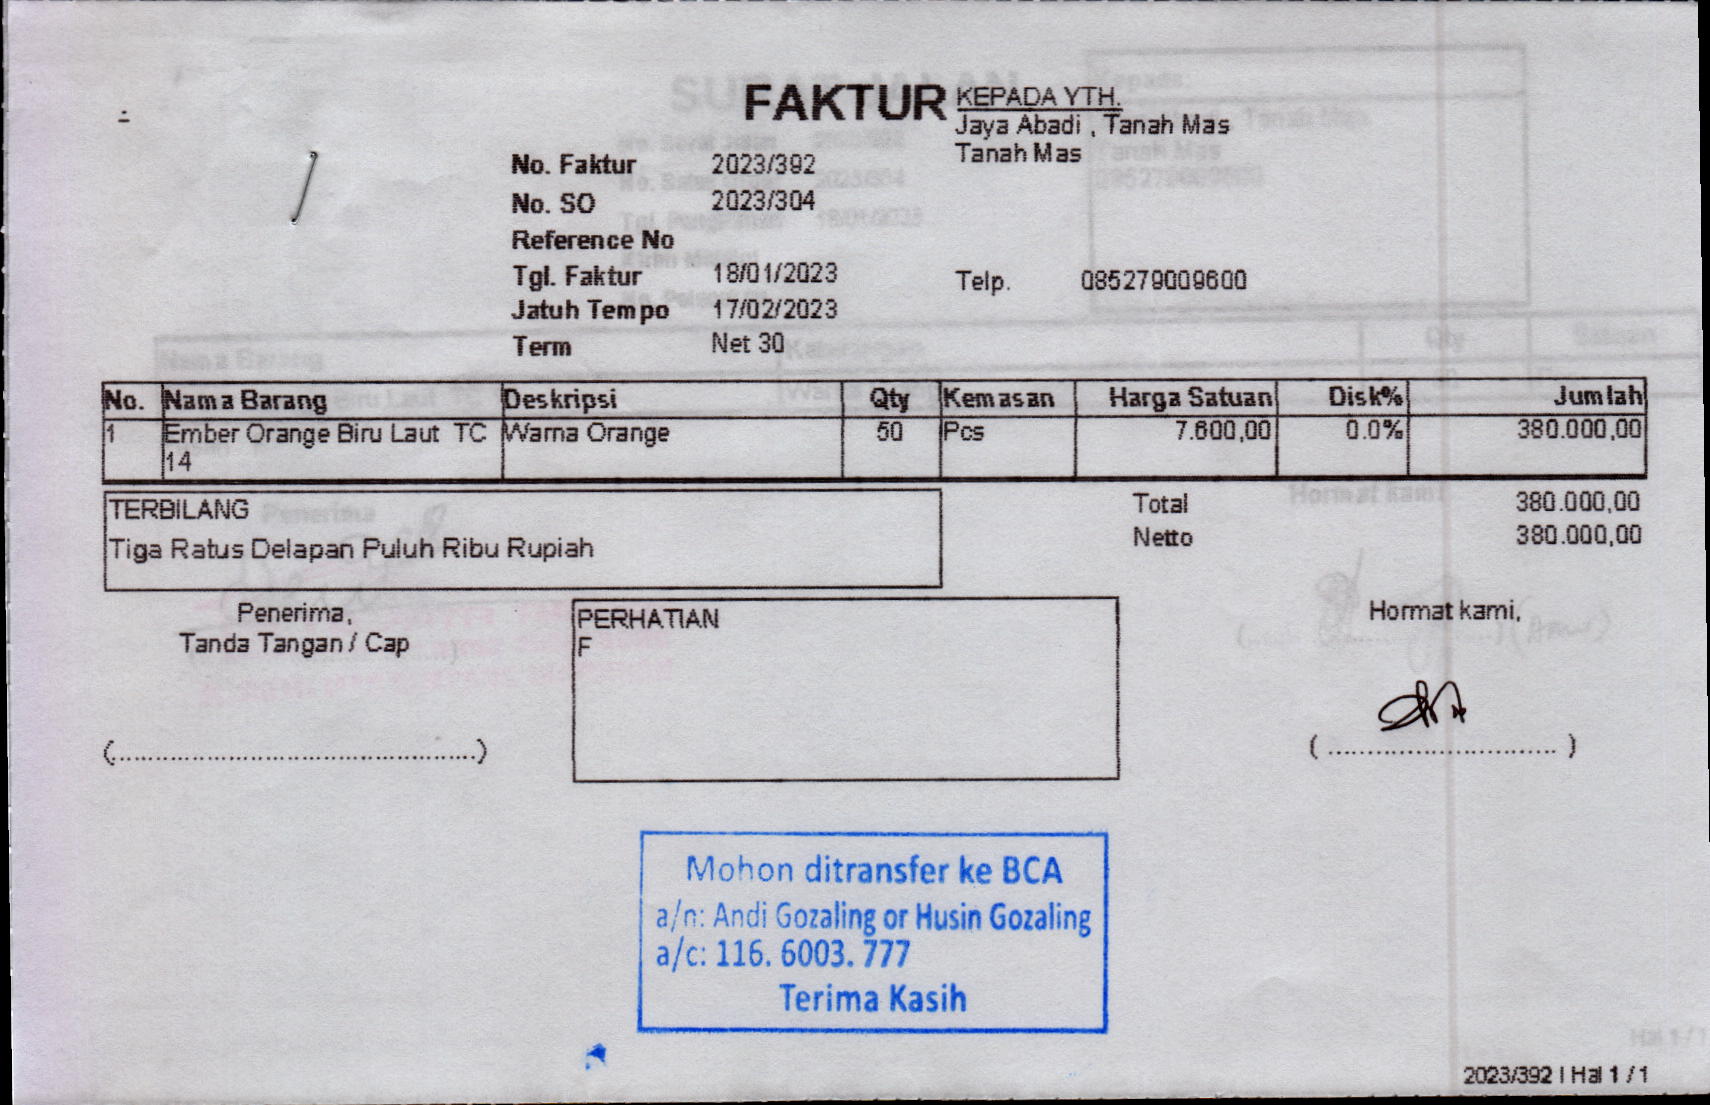 FAKTUR
KEPADA YTH.
Jaya Abadi , Tanah Mas
Tanah Mas
No. Faktur 2023/392
No. SO 2023/304
Reference No
Tgl. Faktur 18/01/2023
Telp. 085279009600
Jatuh Tempo 17/02/2023
Term Net 30
No. Nama Barang Deskripsi Qty Kemasan Harga Satuan Disk% Jumlah
1 Ember Orange Biru Laut TC Warna Orange 50 Pcs 7.600,00 0.0% 380.000,00
14
TERBILANG
Tiga Ratus Delapan Puluh Ribu Rupiah
Total 380.000,00
Netto 380.000,00
Penerima,
Tanda Tangan / Cap
(...............................................)
PERHATIAN
F
Hormat kami,
( ............................. )
Mohon ditransfer ke BCA
a/n: Andi Gozaling or Husin Gozaling
a/c: 116. 6003. 777
Terima Kasih
2023/392 | Hal 1 / 1